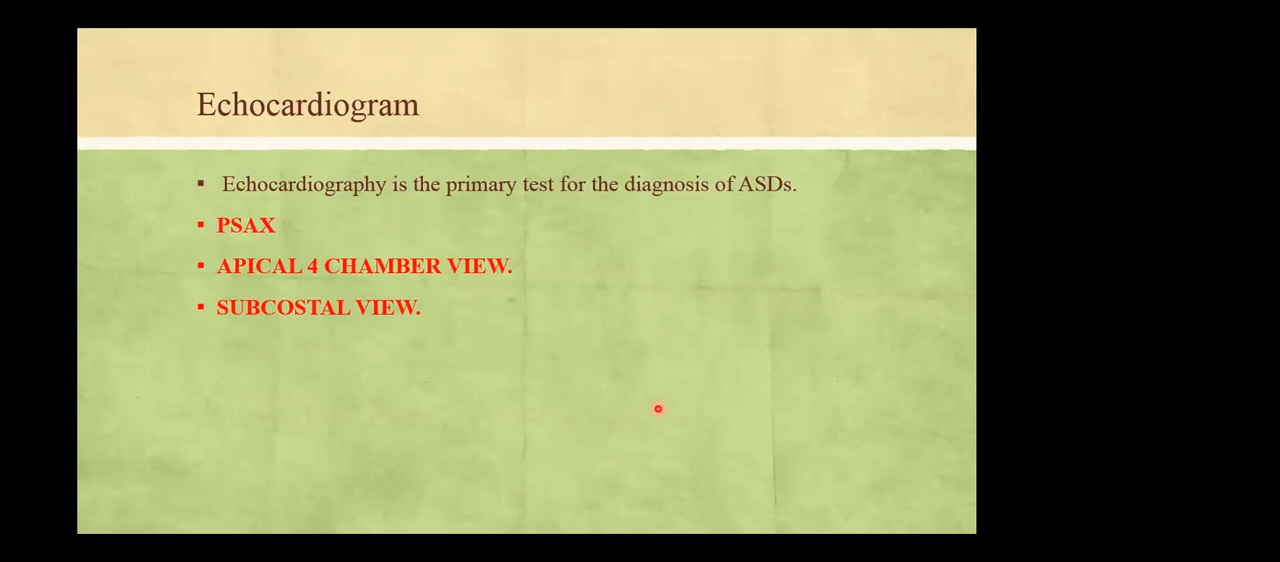 Echocardiogram
▪ Echocardiography is the primary test for the diagnosis of ASDs.
▪ PSAX
▪ APICAL 4 CHAMBER VIEW.
▪ SUBCOSTAL VIEW.